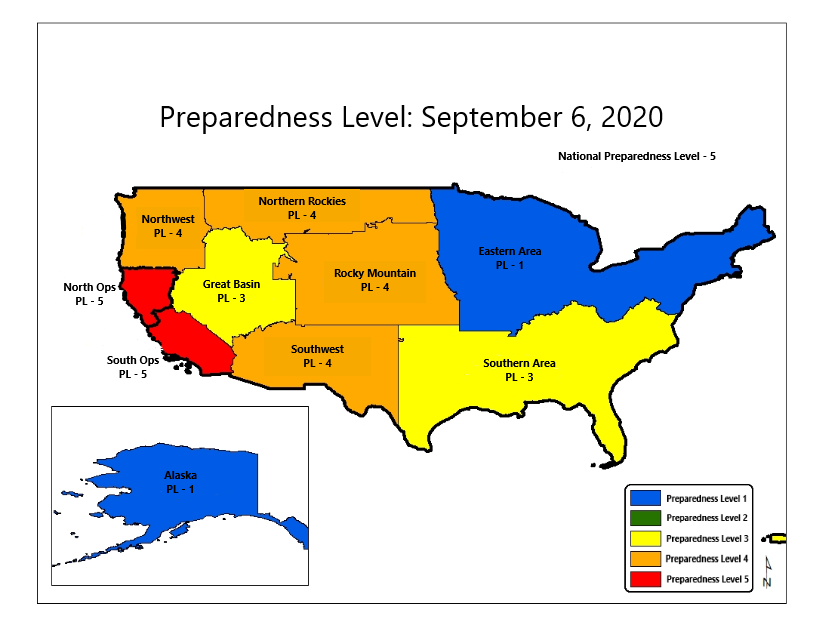 Preparedness Level: September 6, 2020
National Preparedness Level - 5
Northern Rockies
PL - 4
Northwest
PL - 4
Eastern Area
PL - 1
Rocky Mountain
PL - 4
Great Basin
PL - 3
North Ops
PL - 5
Southwest
PL - 4
South Ops
PL - 5
Southern Area
PL - 3
Alaska
PL - 1
Preparedness Level 1
Preparedness Level 2
Preparedness Level 3
Preparedness Level 4
Preparedness Level 5
N